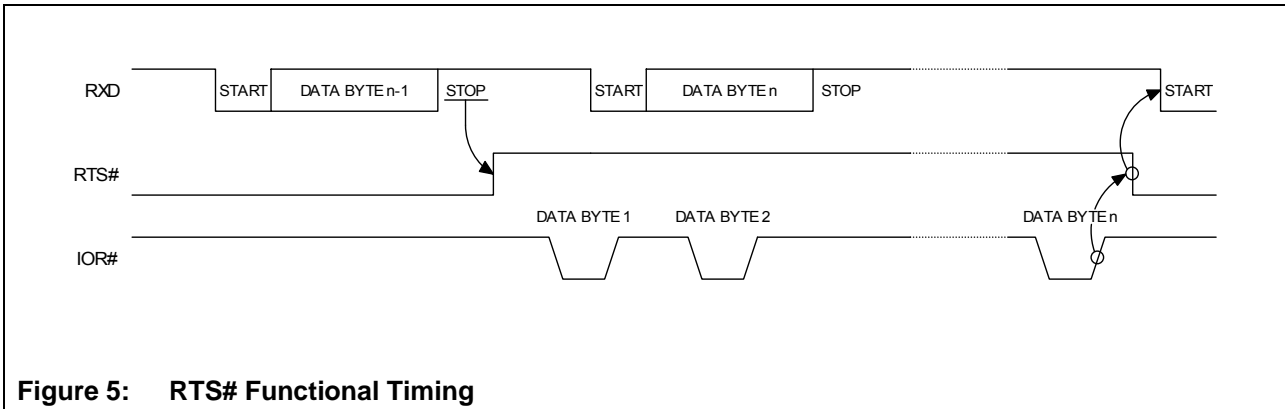 RXD START DATA BYTE n-1 STOP START DATA BYTE n STOP START
RTS#
DATA BYTE 1 DATA BYTE 2 DATA BYTE n
IOR#
Figure 5: RTS# Functional Timing